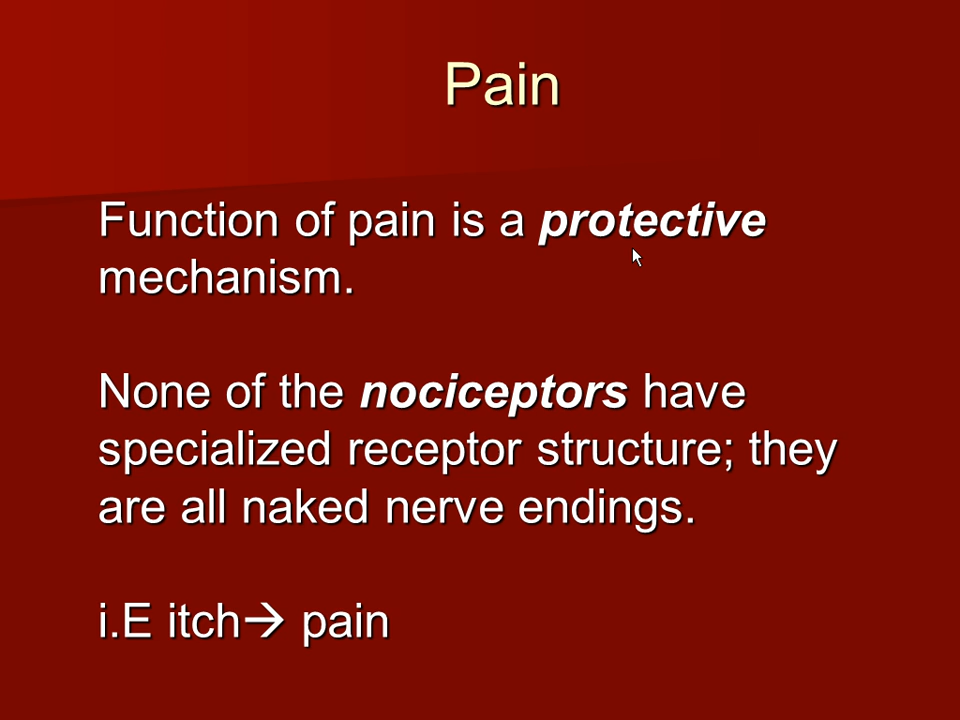 Pain
Function of pain is a protective
mechanism.
None of the nociceptors have
specialized receptor structure; they
are all naked nerve endings.
i.E itch→ pain